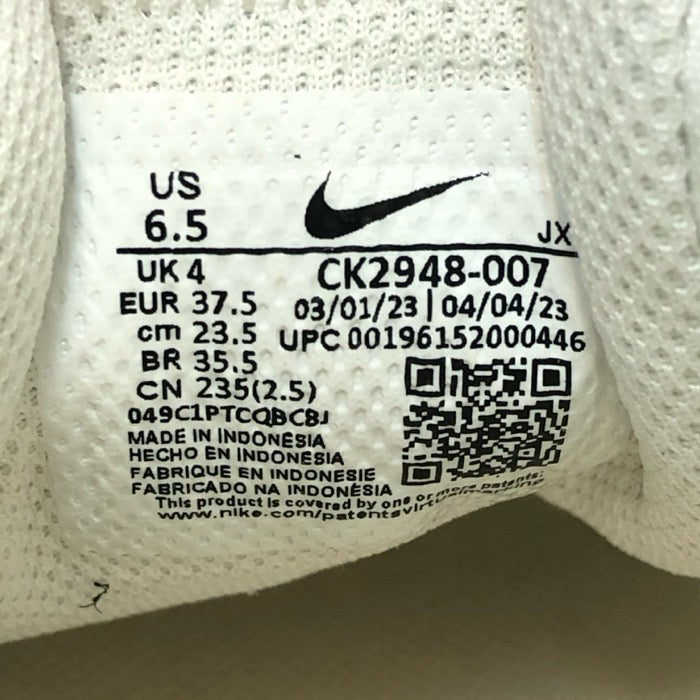 US
6.5
JX
UK 4
CK2948-007
EUR 37.5
03/01/23 | 04/04/23
cm 23.5
UPC 00196152000446
BR 35.5
CN 235(2.5)
049C1PTCQBCBJ
MADE IN INDONESIA
HECHO EN INDONESIA
FABRIQUE EN INDONESIE
FABRICADO NA INDONÉSIA
This product is covered by one or more patents:
www.nike.com/patents